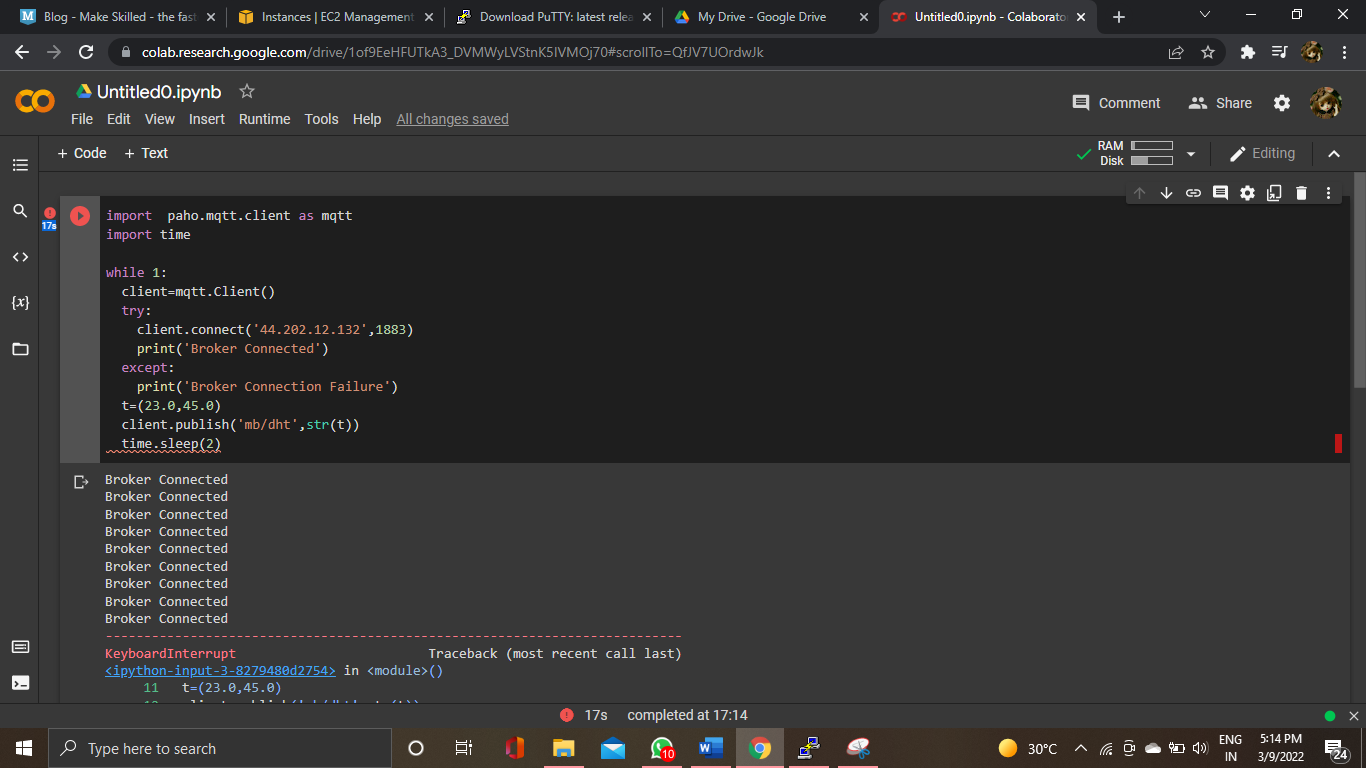 Blog - Make Skilled - the fast
Instances | EC2 Management
Download PuTTY: latest relea
My Drive - Google Drive
Untitled0.ipynb - Colaborato
colab.research.google.com/drive/1of9EeHFUTkA3_DVMWyLVStnK5IVMOj70#scrollTo=QfJV7UOrdwJk
Untitled0.ipynb
File Edit View Insert Runtime Tools Help All changes saved
Comment Share
+ Code + Text
RAM
Disk
Editing
17s
import  paho.mqtt.client as mqtt
import time
while 1:
client=mqtt.Client()
try:
client.connect('44.202.12.132',1883)
print('Broker Connected')
except:
print('Broker Connection Failure')
t=(23.0,45.0)
client.publish('mb/dht',str(t))
time.sleep(2)
Broker Connected
Broker Connected
Broker Connected
Broker Connected
Broker Connected
Broker Connected
Broker Connected
Broker Connected
Broker Connected
---------------------------------------------------------------------------
KeyboardInterrupt Traceback (most recent call last)
<ipython-input-3-8279480d2754> in <module>()
11 t=(23.0,45.0)
17s completed at 17:14
Type here to search
10
30°C
ENG
IN
5:14 PM
3/9/2022
24